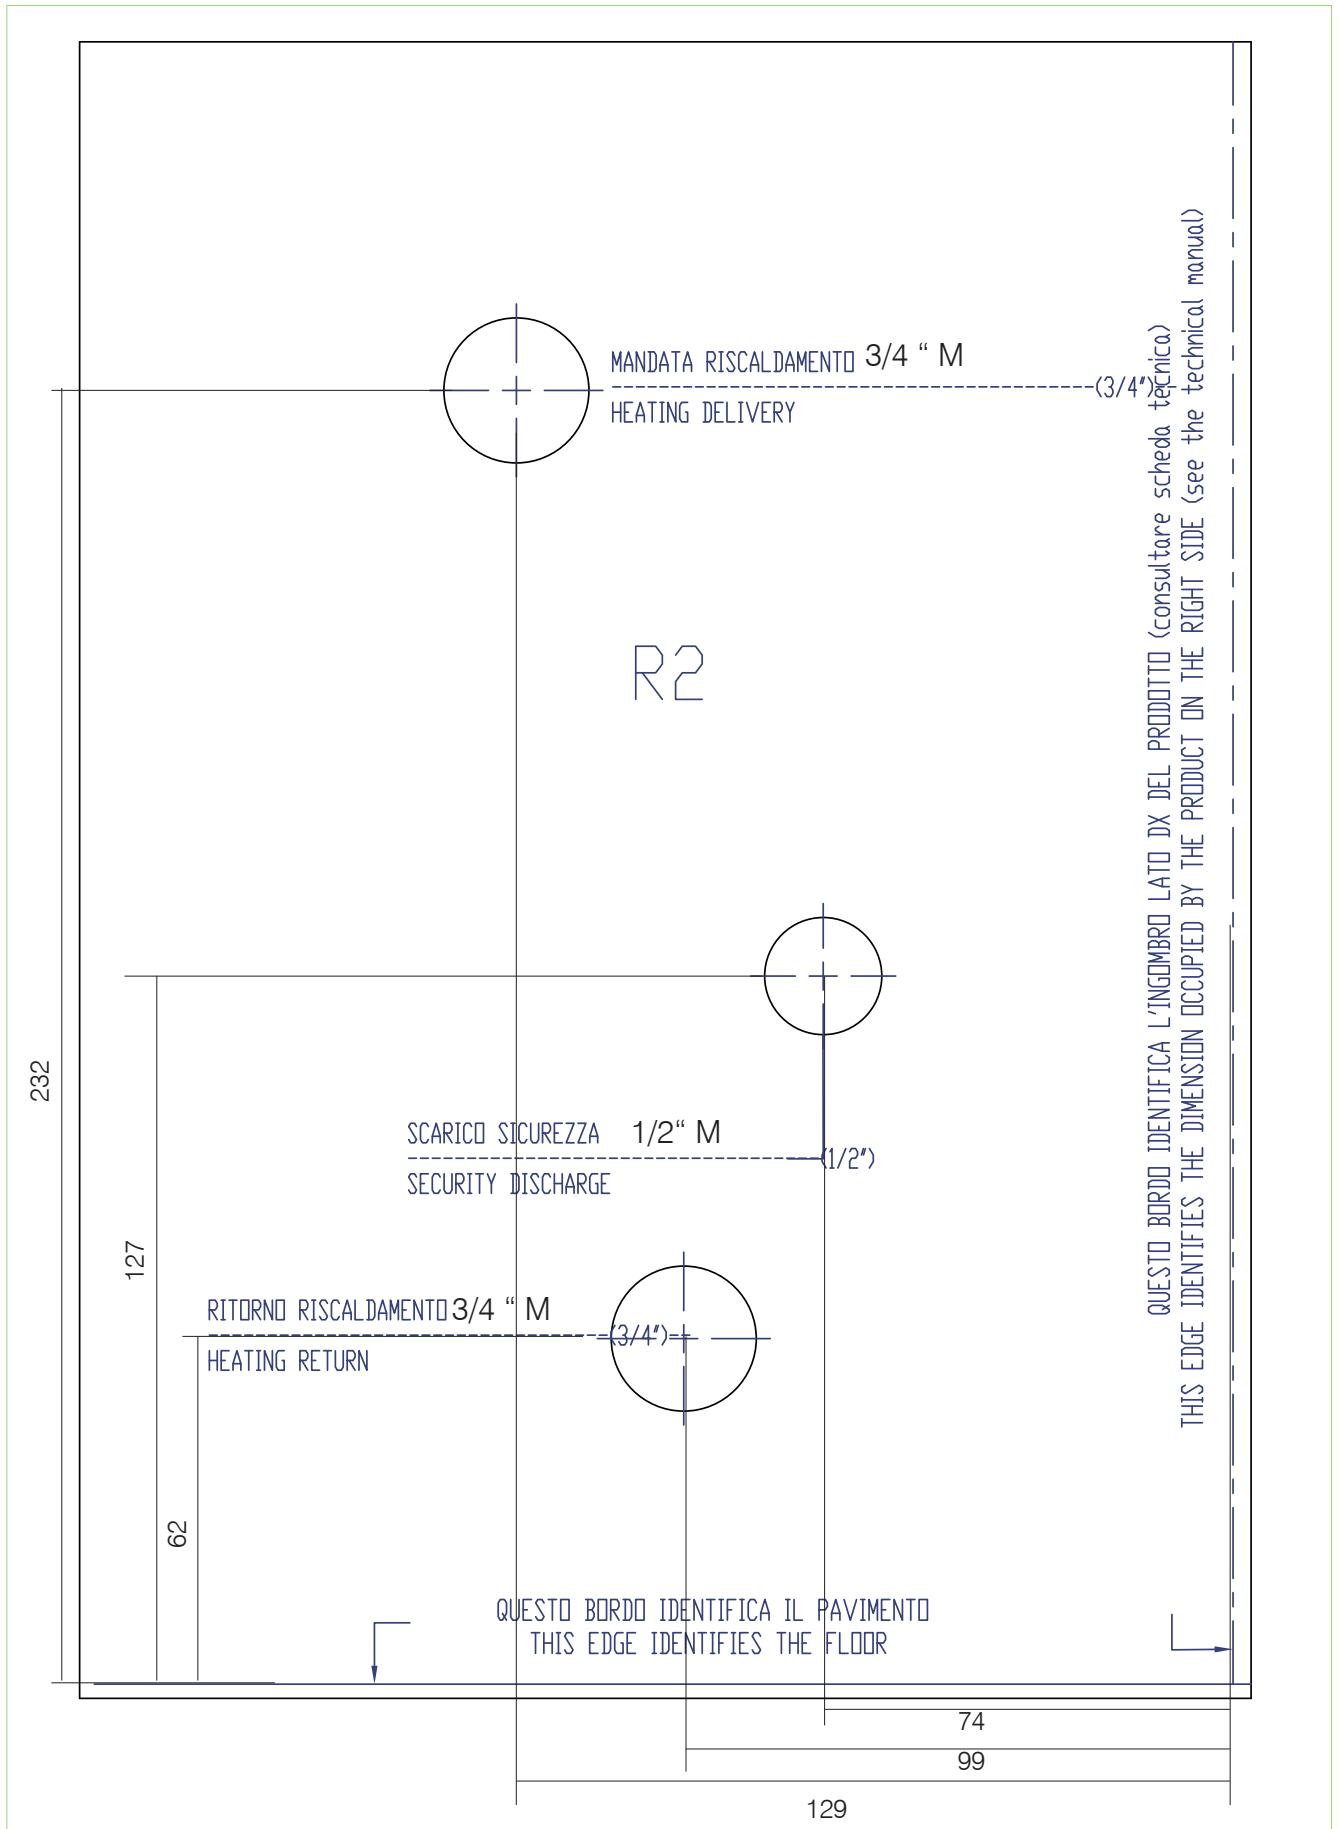 MANDATA RISCALDAMENTO 3/4 “ M
(3/4")
HEATING DELIVERY
R2
QUESTO BORDO IDENTIFICA L'INGOMBRO LATO DX DEL PRODOTTO (consultare scheda tecnica)
THIS EDGE IDENTIFIES THE DIMENSION OCCUPIED BY THE PRODUCT ON THE RIGHT SIDE (see the technical manual)
232
127
62
SCARICO SICUREZZA 1/2“ M
(1/2")
SECURITY DISCHARGE
RITORNO RISCALDAMENTO 3/4 “ M
(3/4")
HEATING RETURN
QUESTO BORDO IDENTIFICA IL PAVIMENTO
THIS EDGE IDENTIFIES THE FLOOR
74
99
129